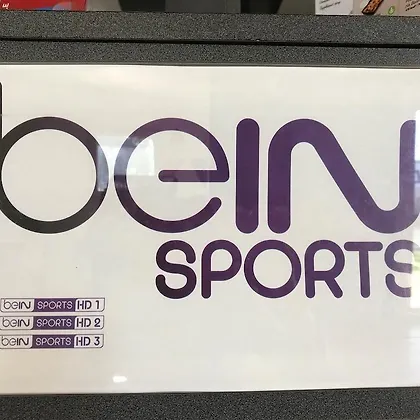 beIN
SPORTS
beIN SPORTS HD 1
beIN SPORTS HD 2
beIN SPORTS HD 3